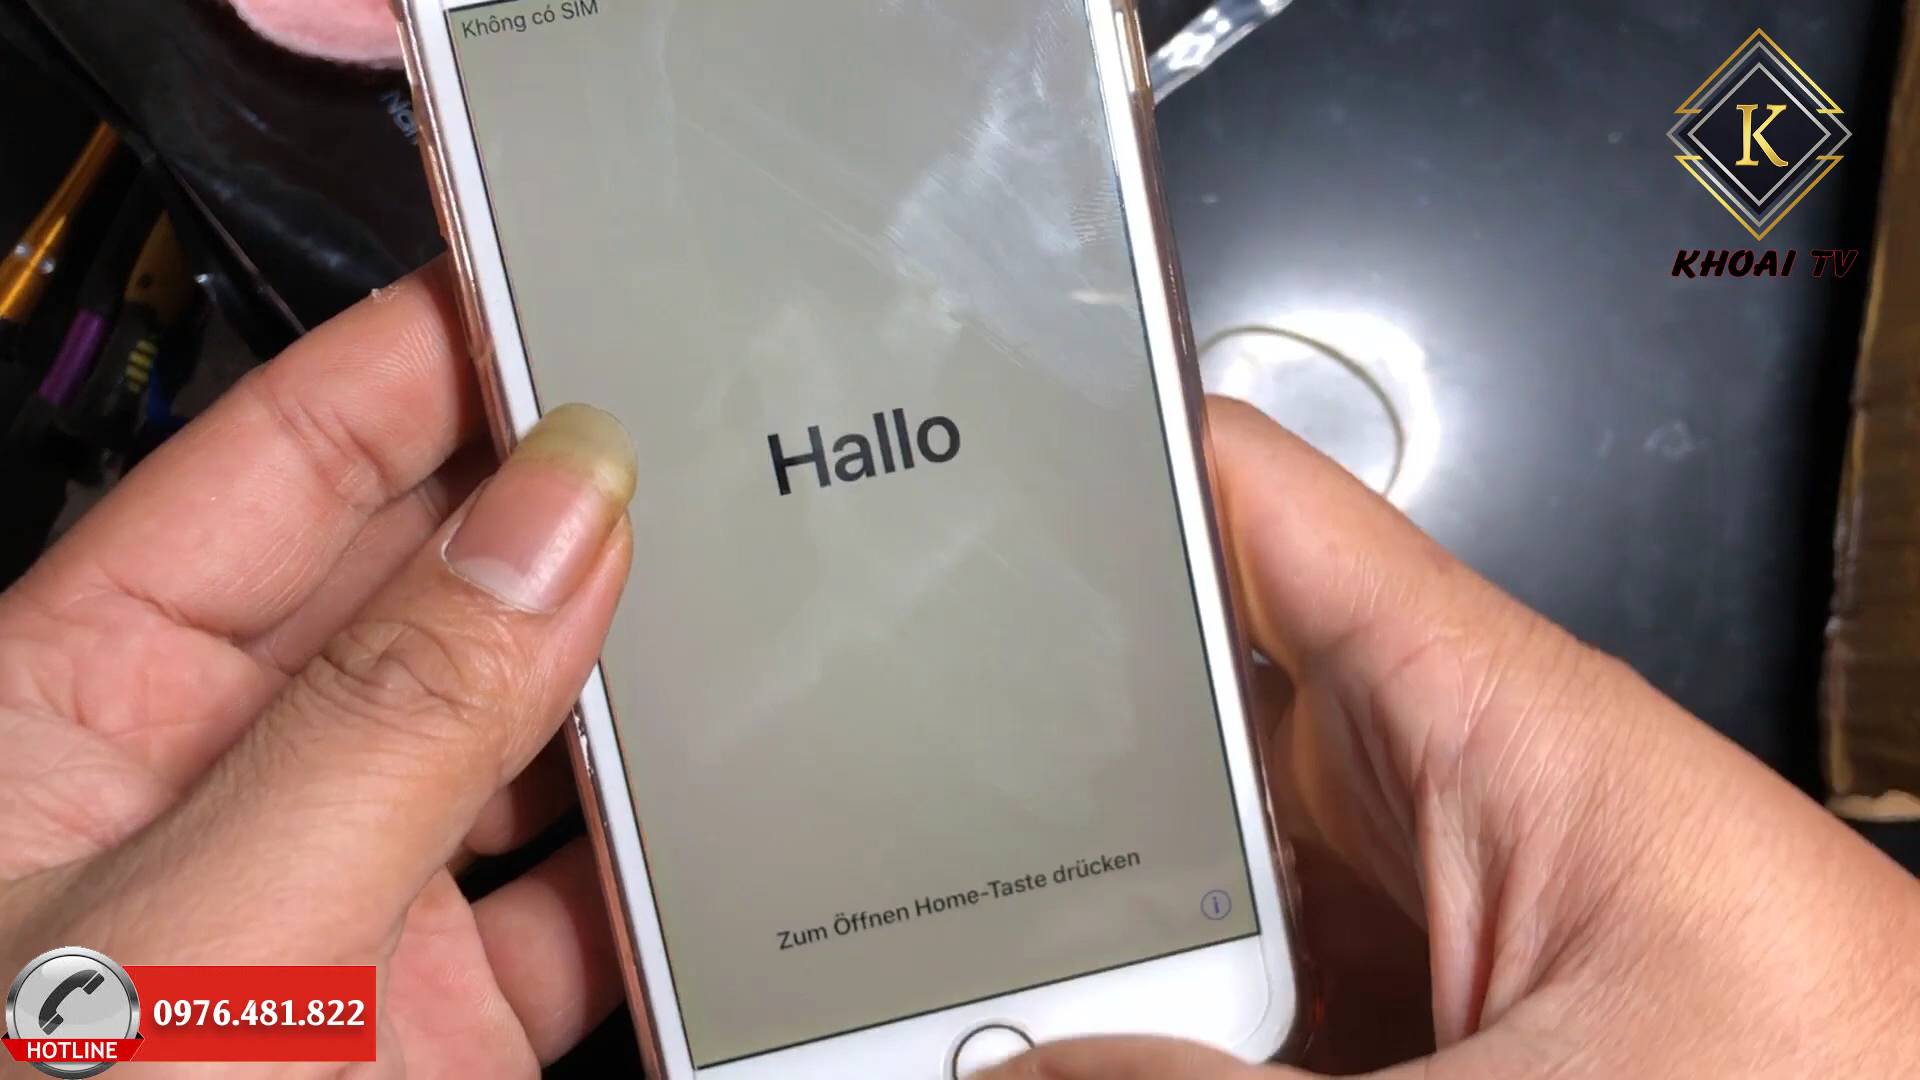 Không có SIM
K
KHOAI TV
Hallo
Zum Öffnen Home-Taste drücken
i
0976.481.822
HOTLINE